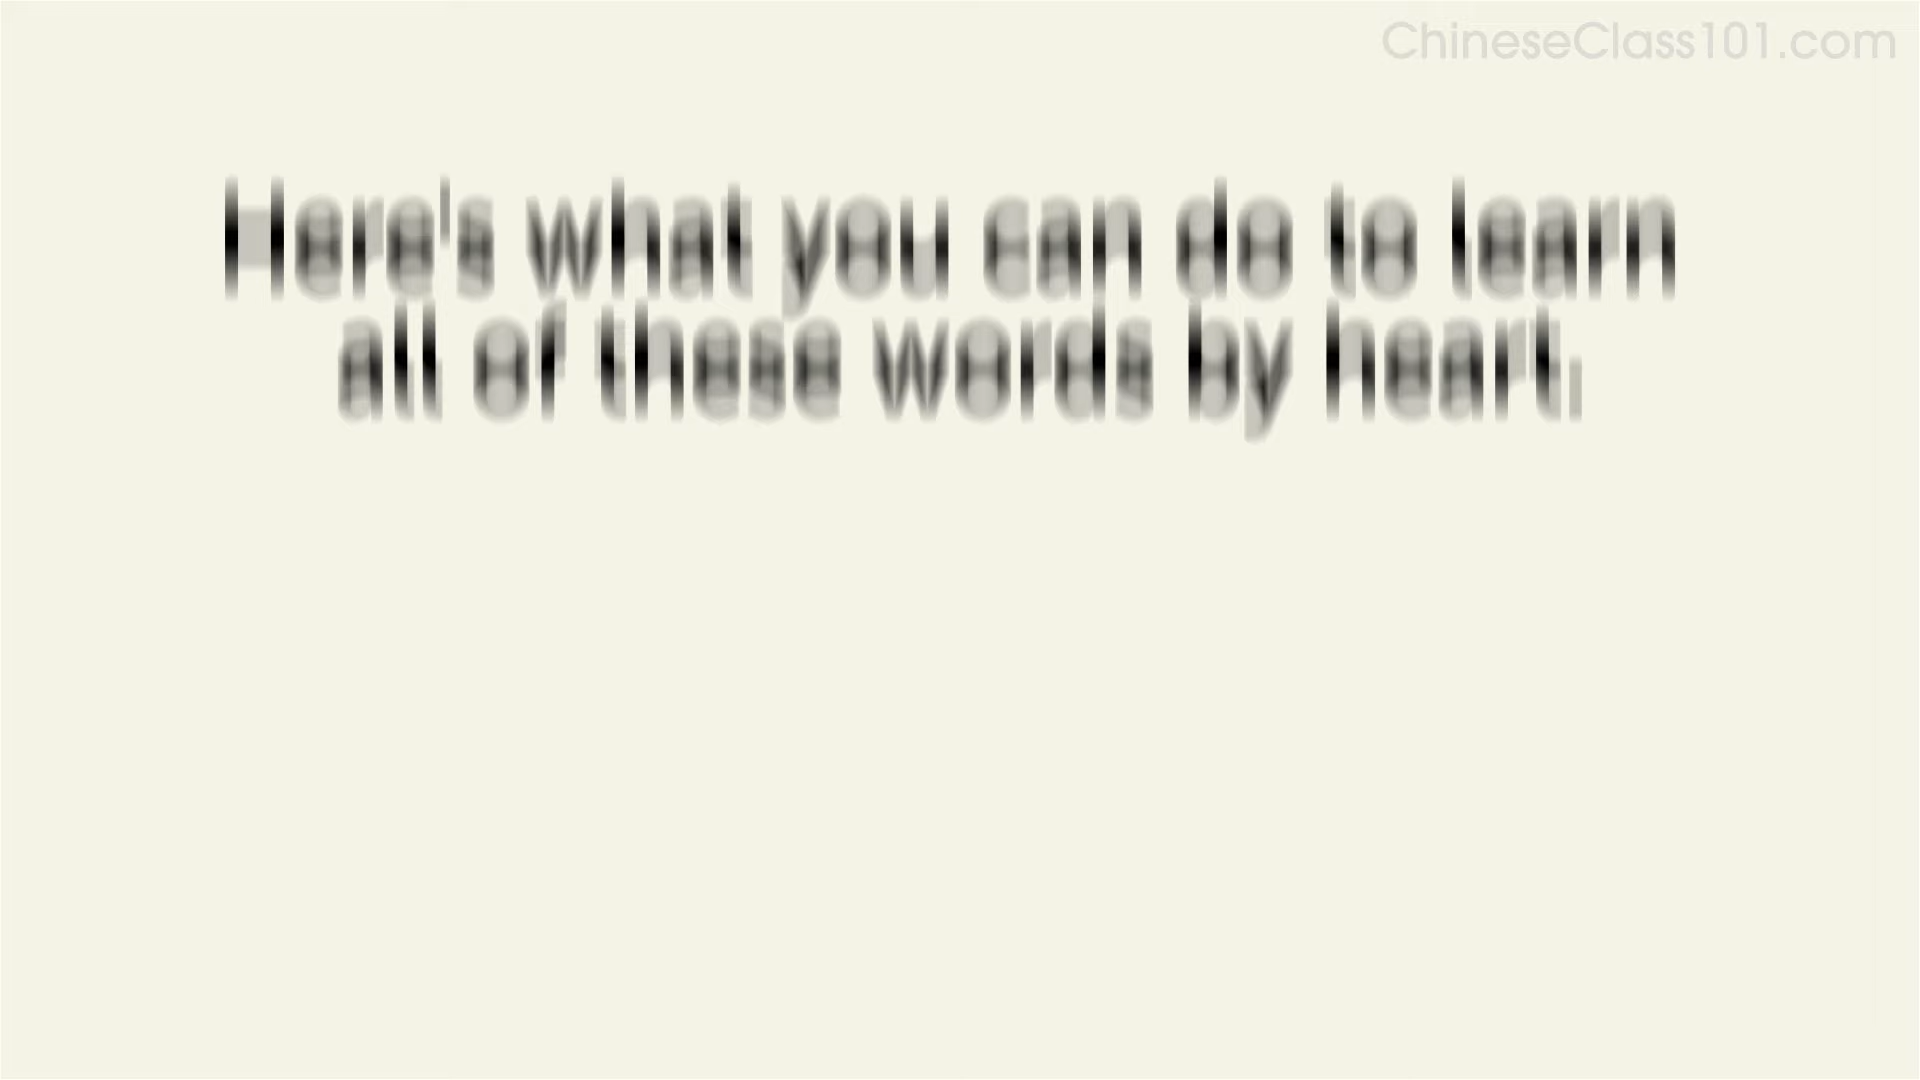 ChineseClass101.com
Here's what you can do to learn
all of these words by heart.